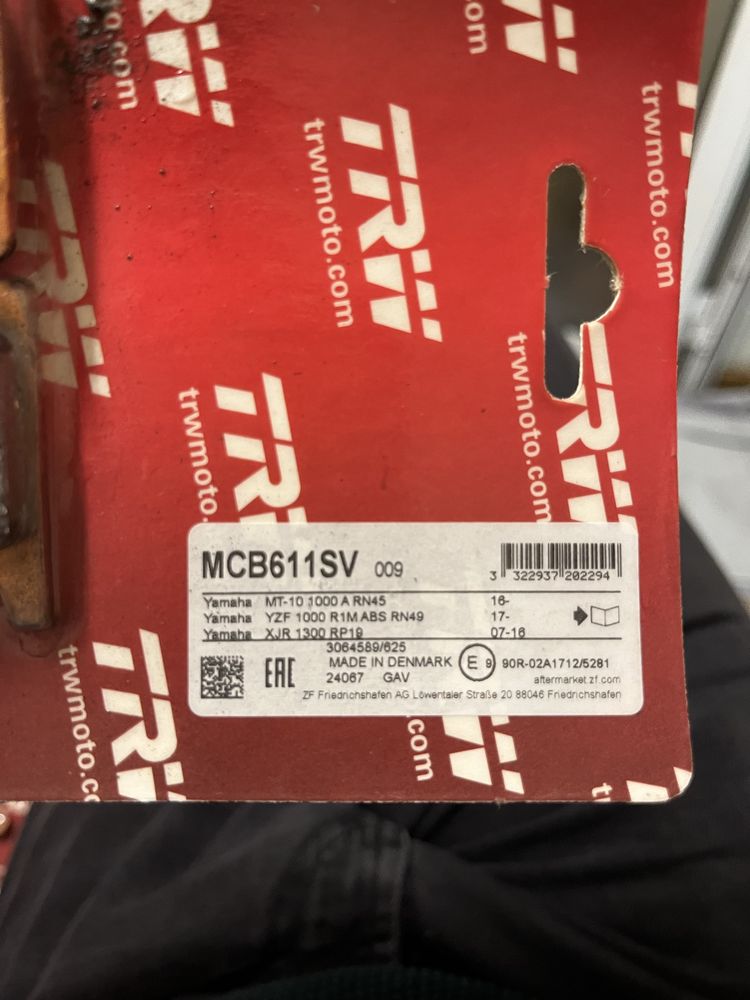 TRW
trwmoto.com
TRW
trwmoto.com
trwmoto.com
TRW
trwmoto.
TRW
trwmoto.com
TRW
MCB611SV 009
3 322937 202294
Yamaha MT-10 1000 A RN45 16-
Yamaha YZF 1000 R1M ABS RN49 17-
Yamaha XJR 1300 RP19 07-16
3064589/625
MADE IN DENMARK E 9 90R-02A1712/5281
24067 GAV
EAC
aftermarket.zf.com
ZF Friedrichshafen AG Löwentaler Straße 20 88046 Friedrichshafen
TRW
trwmoto.c
TRW
.com